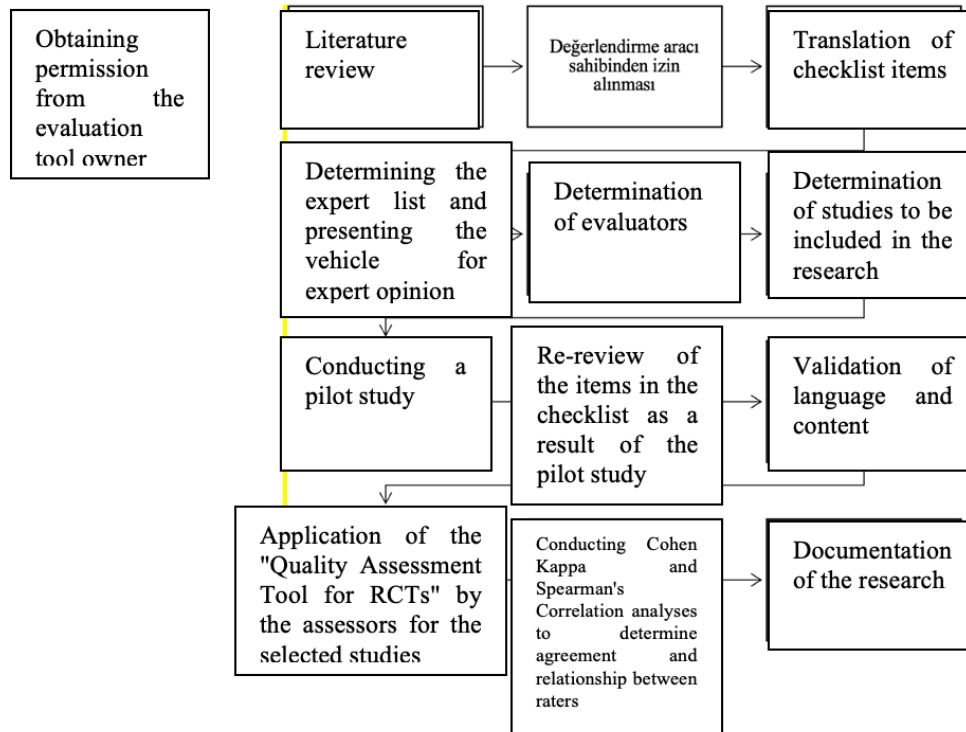 Obtaining
permission
from the
evaluation
tool owner
Literature
review
Değerlendirme aracı
sahibinden izin
alınması
Translation of
checklist items
Determining the
expert list and
presenting the
vehicle for
expert opinion
Determination
of evaluators
Determination
of studies to be
included in the
research
Conducting a
pilot study
Re-review of
the items in the
checklist as a
result of the
pilot study
Validation of
language and
content
Application of the
"Quality Assessment
Tool for RCTs" by
the assessors for the
selected studies
Conducting Cohen
Kappa and
Spearman's
Correlation analyses
to determine
agreement and
relationship between
raters
Documentation
of the research